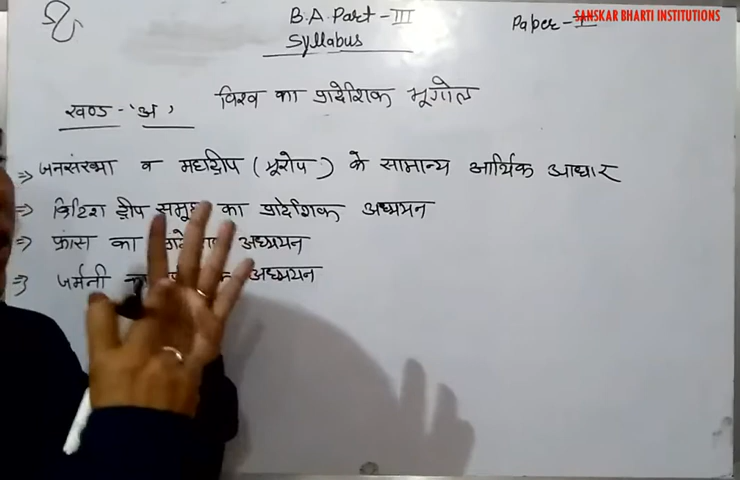 B.A. Part - III
Syllabus
Paper - I
SANSKAR BHARTI INSTITUTIONS
विश्व का प्रादेशिक भूगोल
खण्ड - 'अ'
⇒ जनसंख्या व महाद्वीप (यूरोप) के सामान्य आर्थिक आधार
⇒ ब्रिटिश द्वीप समूह का प्रादेशिक अध्ययन
⇒ फ्रांस का अध्ययन
⇒ जर्मनी अध्ययन